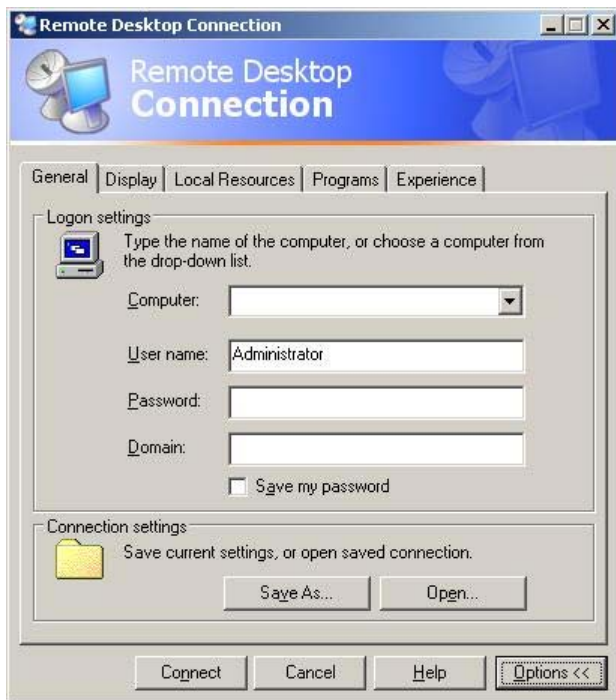 Remote Desktop Connection
Remote Desktop
Connection
General Display Local Resources Programs Experience
Logon settings
Type the name of the computer, or choose a computer from
the drop-down list.
Computer:
User name: Administrator
Password:
Domain:
Save my password
Connection settings
Save current settings, or open saved connection.
Save As... Open...
Connect Cancel Help Options <<